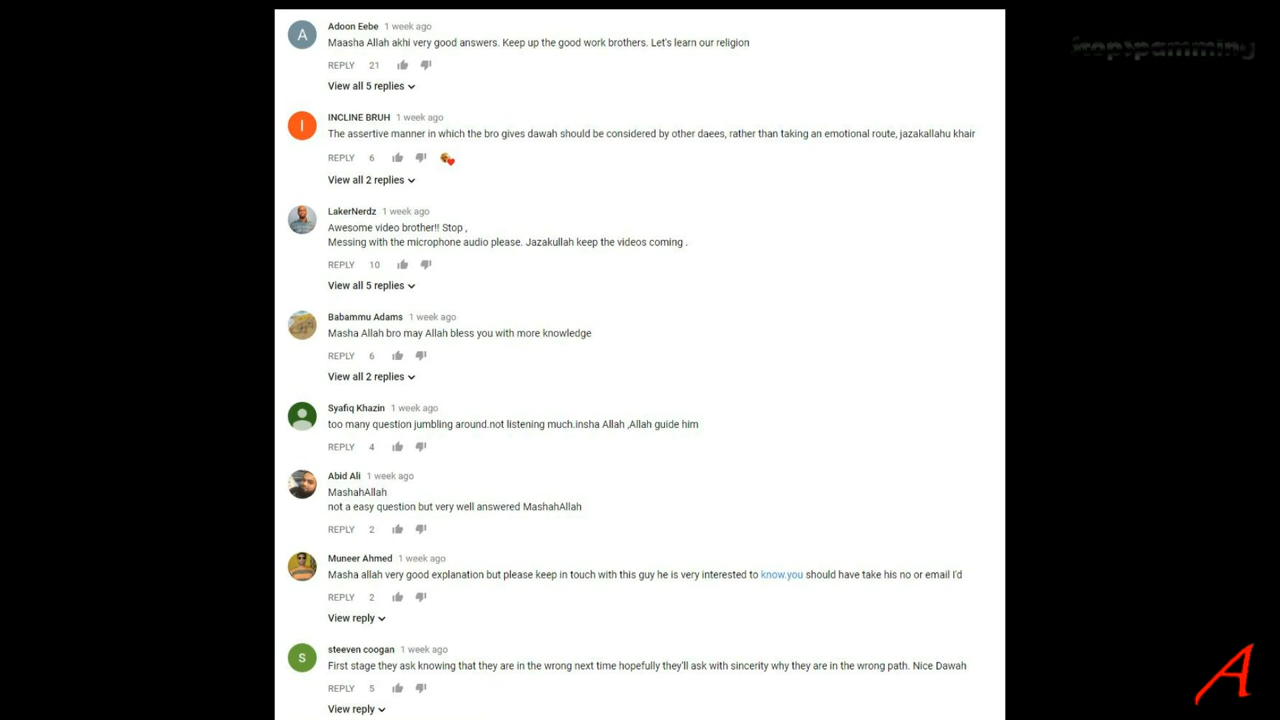 stopspamming
A
Adoon Eebe 1 week ago
Maasha Allah akhi very good answers. Keep up the good work brothers. Let's learn our religion
REPLY 21
View all 5 replies
I
INCLINE BRUH 1 week ago
The assertive manner in which the bro gives dawah should be considered by other daees, rather than taking an emotional route, jazakallahu khair
REPLY 6
View all 2 replies
LakerNerdz 1 week ago
Awesome video brother!! Stop ,
Messing with the microphone audio please. Jazakullah keep the videos coming .
REPLY 10
View all 5 replies
Babammu Adams 1 week ago
Masha Allah bro may Allah bless you with more knowledge
REPLY 6
View all 2 replies
Syafiq Khazin 1 week ago
too many question jumbling around.not listening much.insha Allah ,Allah guide him
REPLY 4
Abid Ali 1 week ago
MashahAllah
not a easy question but very well answered MashahAllah
REPLY 2
Muneer Ahmed 1 week ago
Masha allah very good explanation but please keep in touch with this guy he is very interested to know.you should have take his no or email I'd
REPLY 2
View reply
s
steeven coogan 1 week ago
First stage they ask knowing that they are in the wrong next time hopefully they'll ask with sincerity why they are in the wrong path. Nice Dawah
REPLY 5
View reply
A